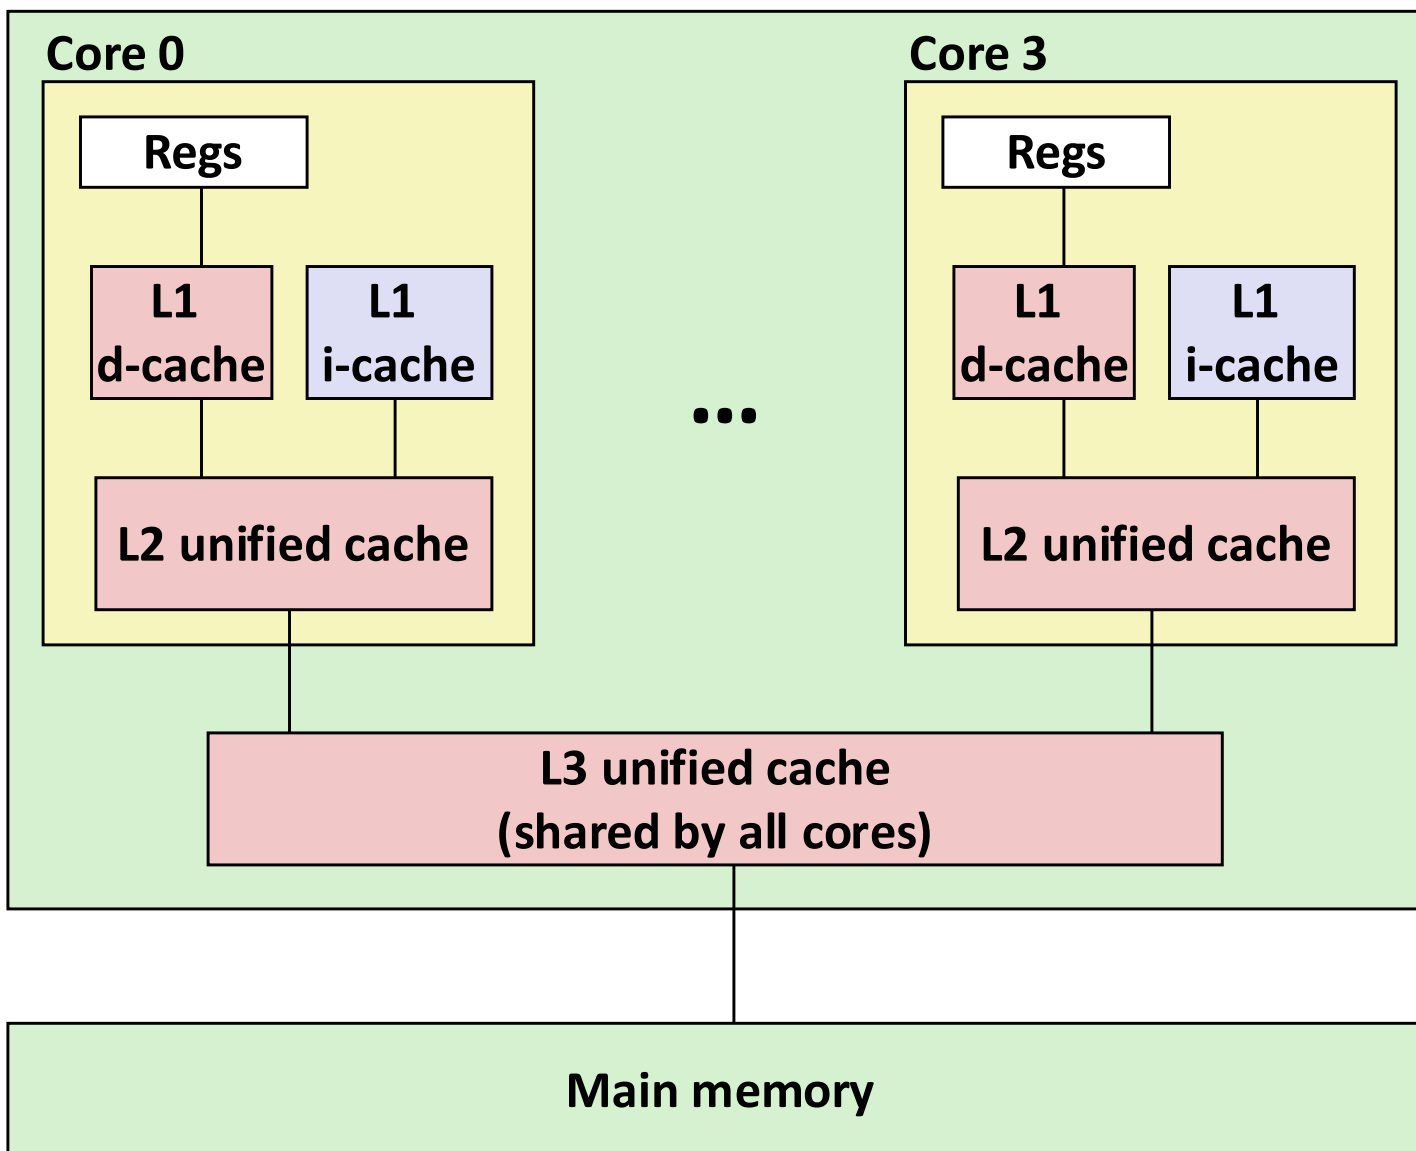 Core 0
Regs
L1
d-cache
L1
i-cache
L2 unified cache
...
Core 3
Regs
L1
d-cache
L1
i-cache
L2 unified cache
L3 unified cache
(shared by all cores)
Main memory